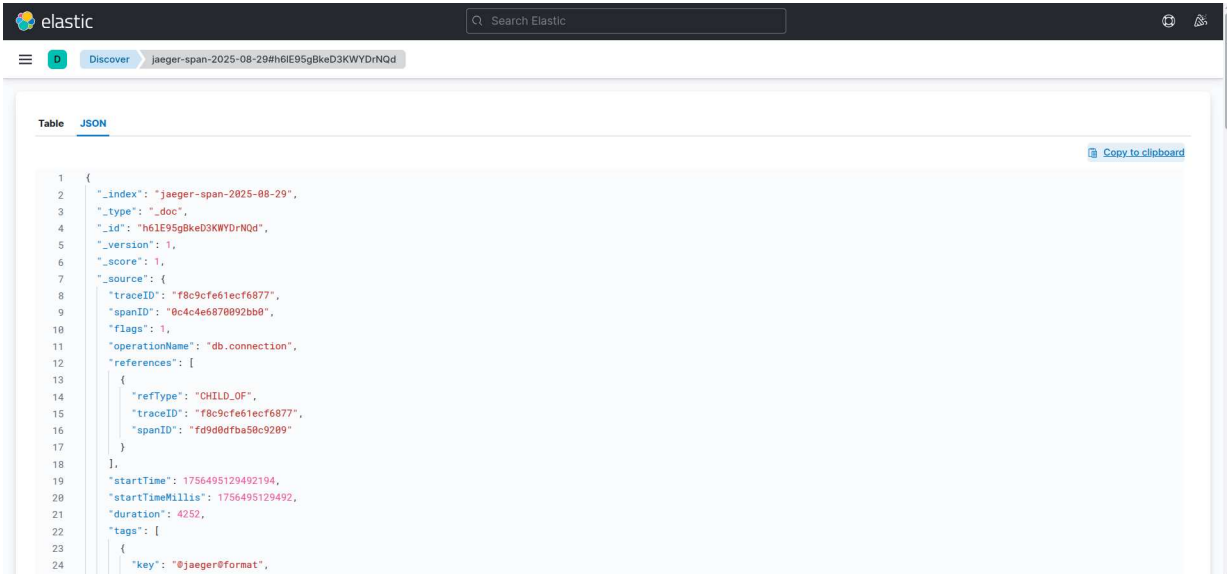 elastic
Search Elastic
D
Discover
jaeger-span-2025-08-29#h6lE95gBkeD3KWYDrNQd
Table JSON
Copy to clipboard
1 {
2 "_index": "jaeger-span-2025-08-29",
3 "_type": "_doc",
4 "_id": "h6lE95gBkeD3KWYDrNQd",
5 "_version": 1,
6 "_score": 1,
7 "_source": {
8 "traceID": "f8c9cfe61ecf6877",
9 "spanID": "0c4c4e6870092bb0",
10 "flags": 1,
11 "operationName": "db.connection",
12 "references": [
13 {
14 "refType": "CHILD_OF",
15 "traceID": "f8c9cfe61ecf6877",
16 "spanID": "fd9d0dfba50c9209"
17 }
18 ],
19 "startTime": 1756495129492194,
20 "startTimeMillis": 1756495129492,
21 "duration": 4252,
22 "tags": [
23 {
24 "key": "@jaeger@format",